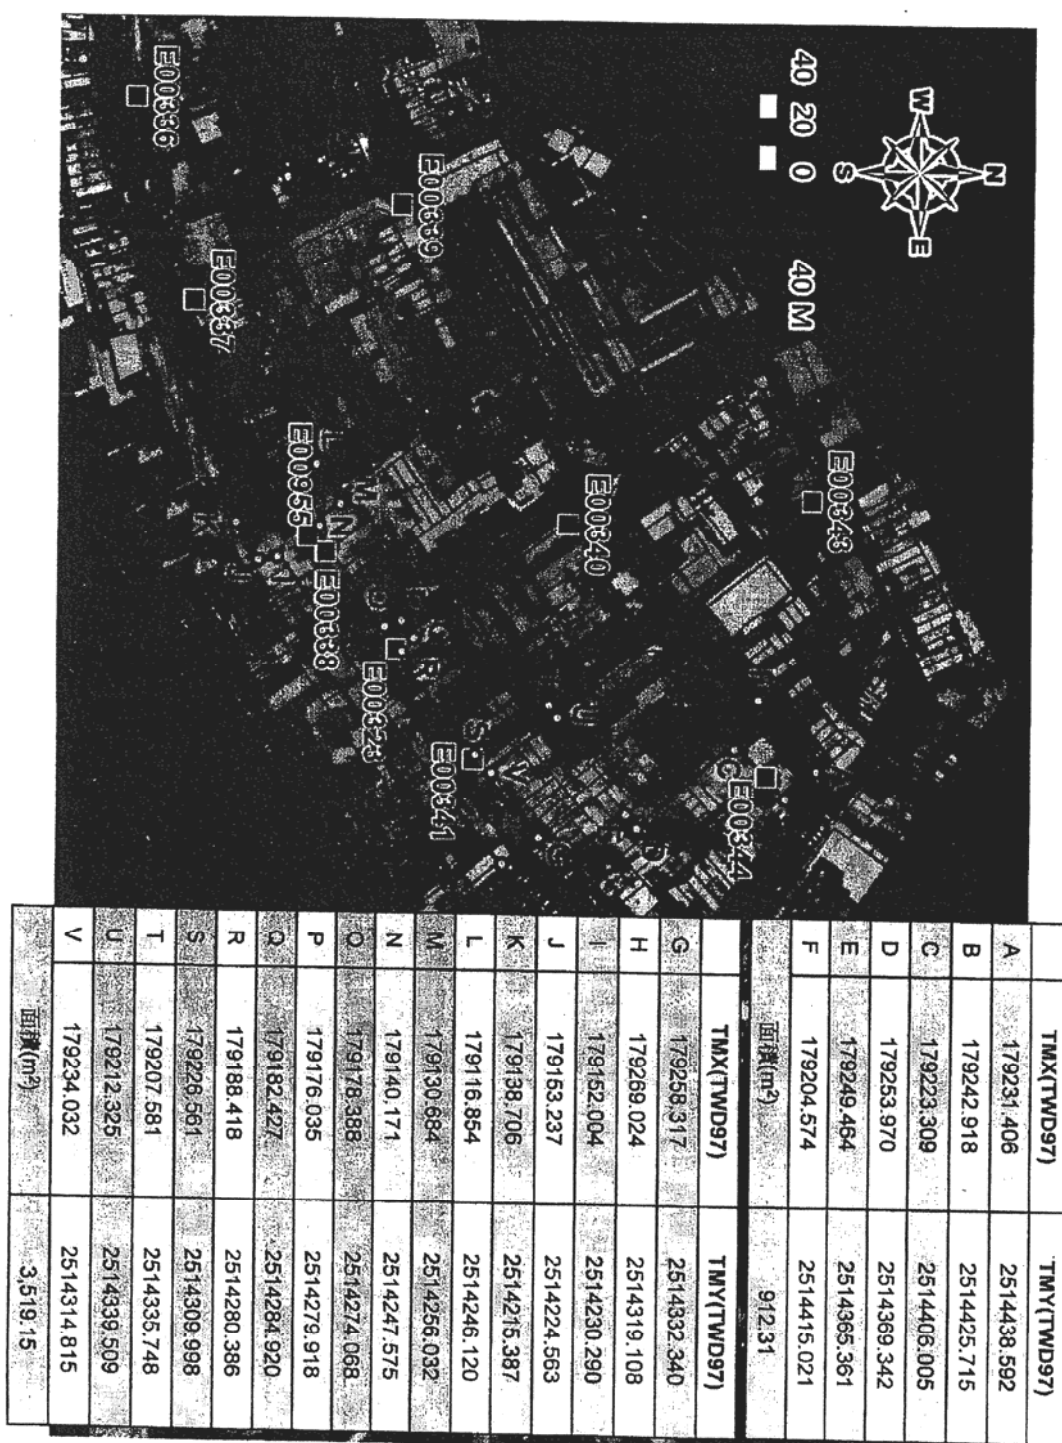 N
W
E
S
40 20 0 40 M
E00343
E00344
E00340
E00339
E00341
E00323
E00338
E00955
E00337
E00336
C
D
U
V
S
R
O
N
M
L
K
J
TMX(TWD97) TMY(TWD97)
A 179231.406 2514438.592
B 179242.918 2514425.715
C 179223.309 2514406.005
D 179253.970 2514369.342
E 179249.464 2514365.361
F 179204.574 2514415.021
面積(m²) 912.31
TMX(TWD97) TMY(TWD97)
G 179258.317 2514332.340
H 179269.024 2514319.108
I 179152.004 2514230.290
J 179153.237 2514224.563
K 179138.706 2514215.387
L 179116.854 2514246.120
M 179130.684 2514256.032
N 179140.171 2514247.575
O 179178.388 2514274.068
P 179176.035 2514279.918
Q 179182.427 2514284.920
R 179188.418 2514280.386
S 179226.561 2514309.998
T 179207.581 2514335.748
U 179212.325 2514339.509
V 179234.032 2514314.815
面積(m²) 3,519.15